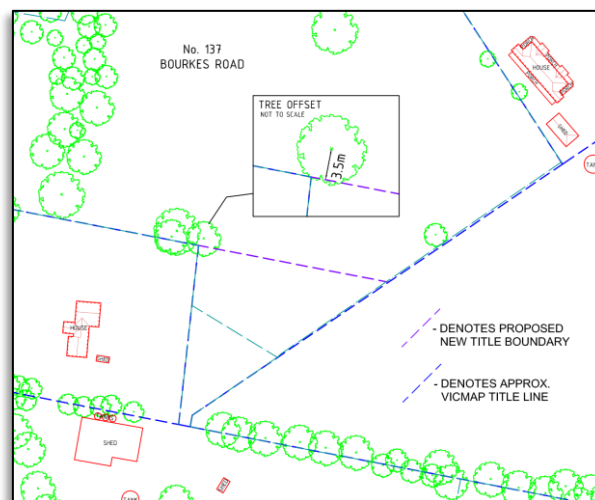 No. 137
BOURKES ROAD
HOUSE
SHED
TREE OFFSET
NOT TO SCALE
3.5m
HOUSE
- DENOTES PROPOSED
NEW TITLE BOUNDARY
- DENOTES APPROX.
VICMAP TITLE LINE
SHED